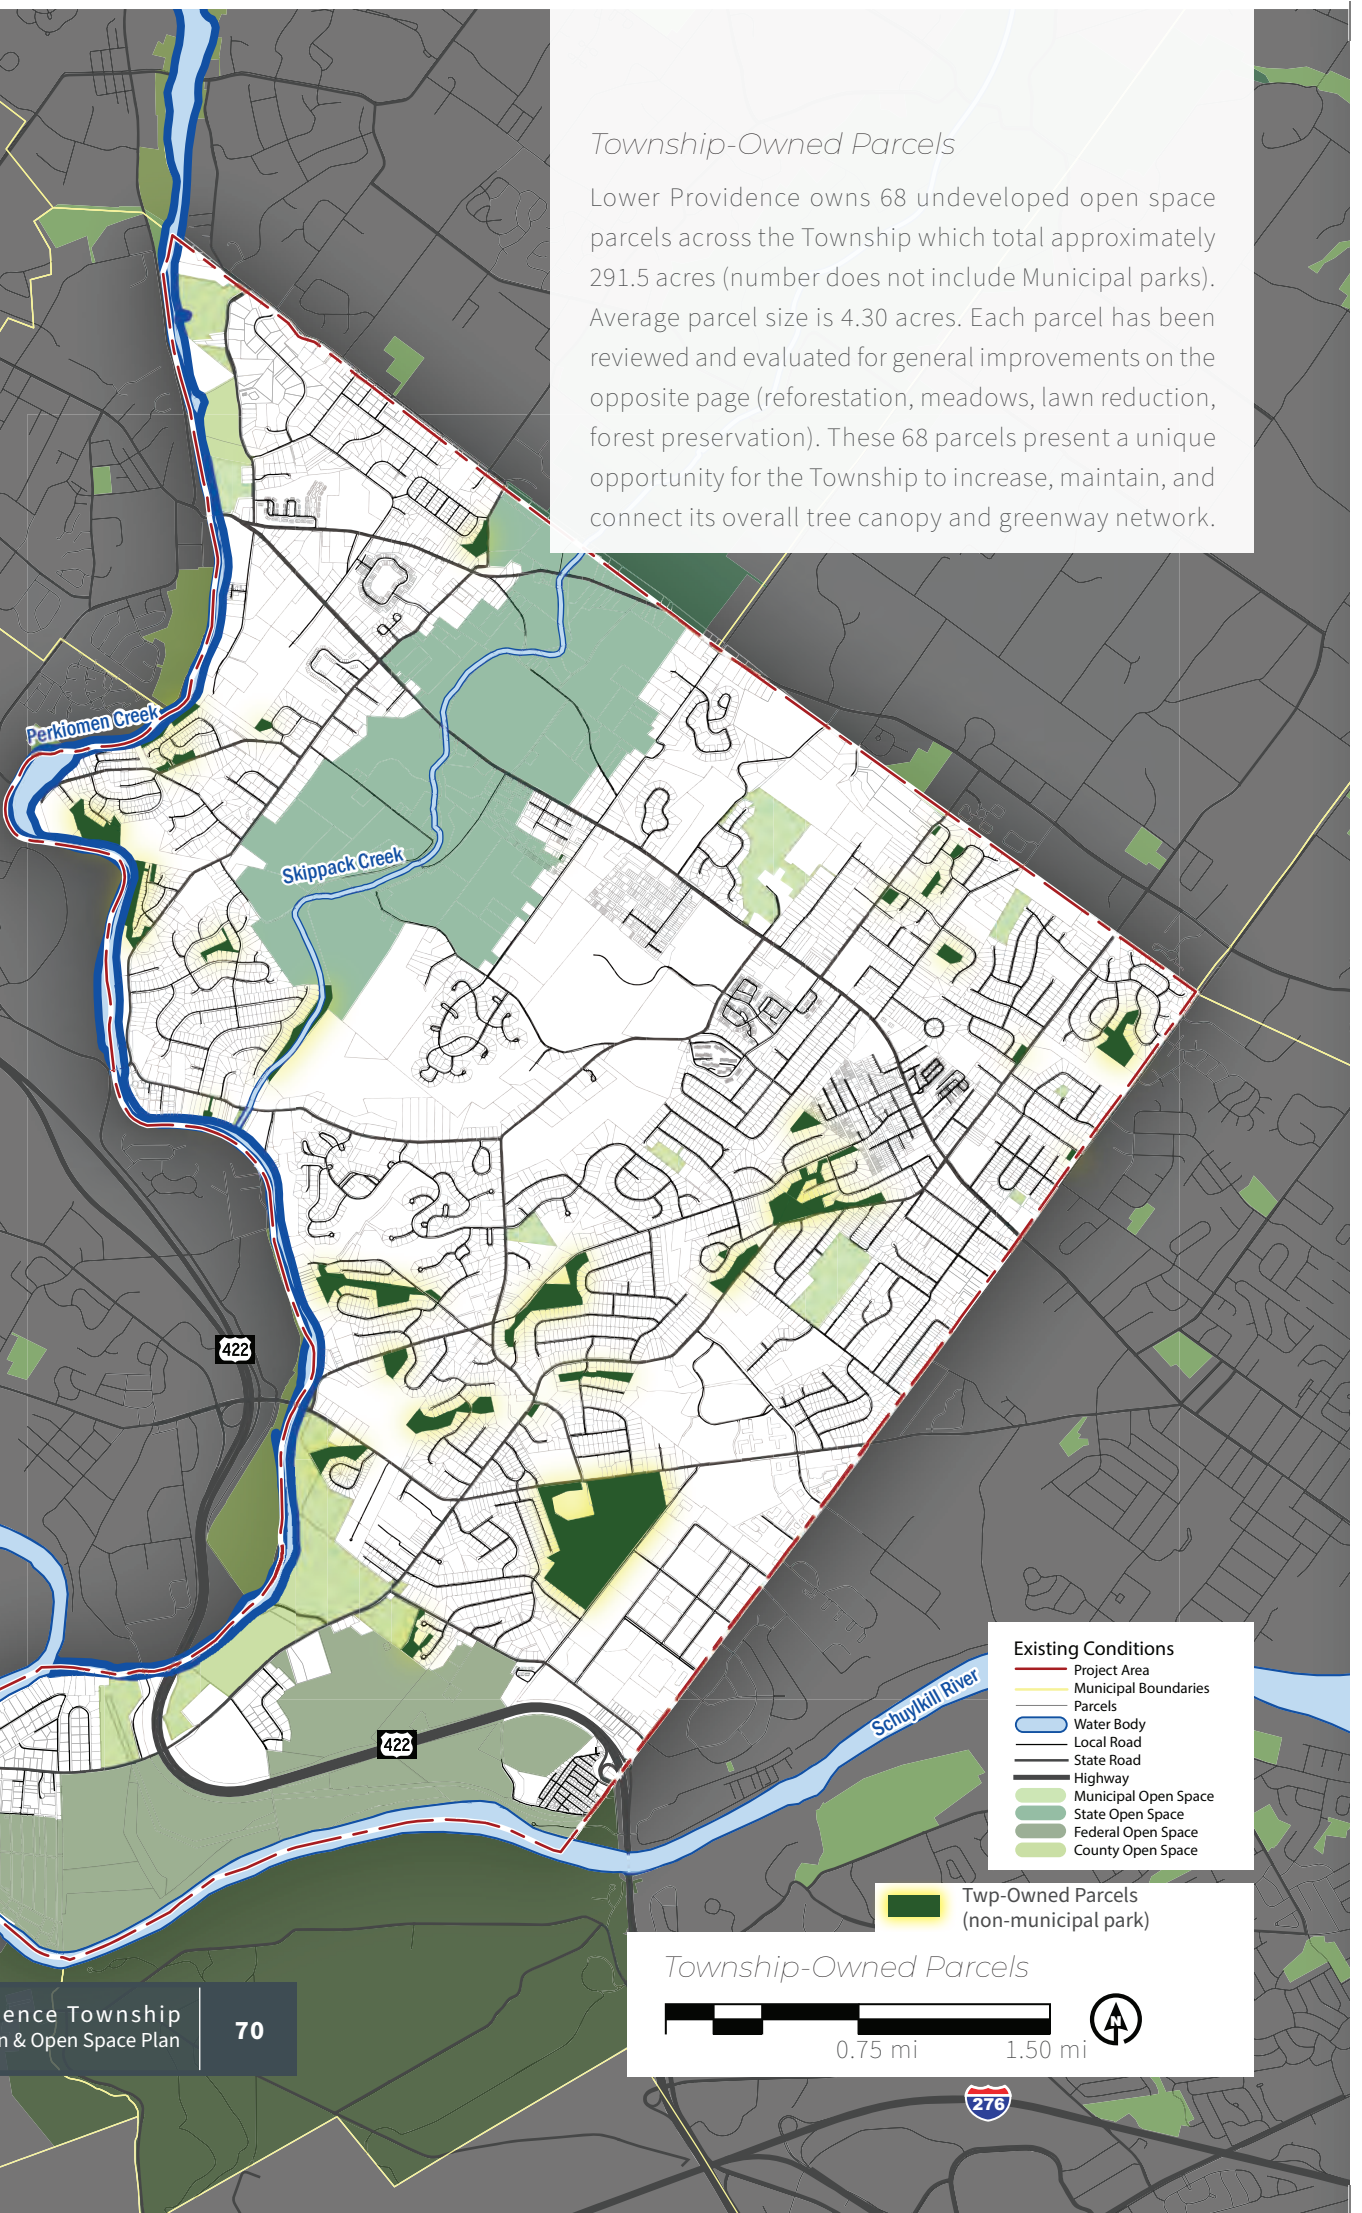 Township-Owned Parcels
Lower Providence owns 68 undeveloped open space
parcels across the Township which total approximately
291.5 acres (number does not include Municipal parks).
Average parcel size is 4.30 acres. Each parcel has been
reviewed and evaluated for general improvements on the
opposite page (reforestation, meadows, lawn reduction,
forest preservation). These 68 parcels present a unique
opportunity for the Township to increase, maintain, and
connect its overall tree canopy and greenway network.
Perkiomen Creek
Skippack Creek
422
422
Schuylkill River
Existing Conditions
Project Area
Municipal Boundaries
Parcels
Water Body
Local Road
State Road
Highway
Municipal Open Space
State Open Space
Federal Open Space
County Open Space
Twp-Owned Parcels
(non-municipal park)
Township-Owned Parcels
N
0.75 mi
1.50 mi
ence Township
n & Open Space Plan
70
276